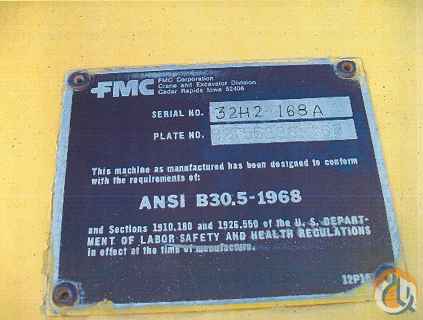 FMC
FMC Corporation
Crane and Excavator Division
Cedar Rapids Iowa 52406
SERIAL NO. 32H2-168A
PLATE NO.
This machine as manufactured has been designed to conform
with the requirements of:
ANSI B30.5-1968
and Sections 1910.180 and 1926.550 of the U. S. DEPART-
MENT OF LABOR SAFETY AND HEALTH REGULATIONS
in effect at the time of manufacture.